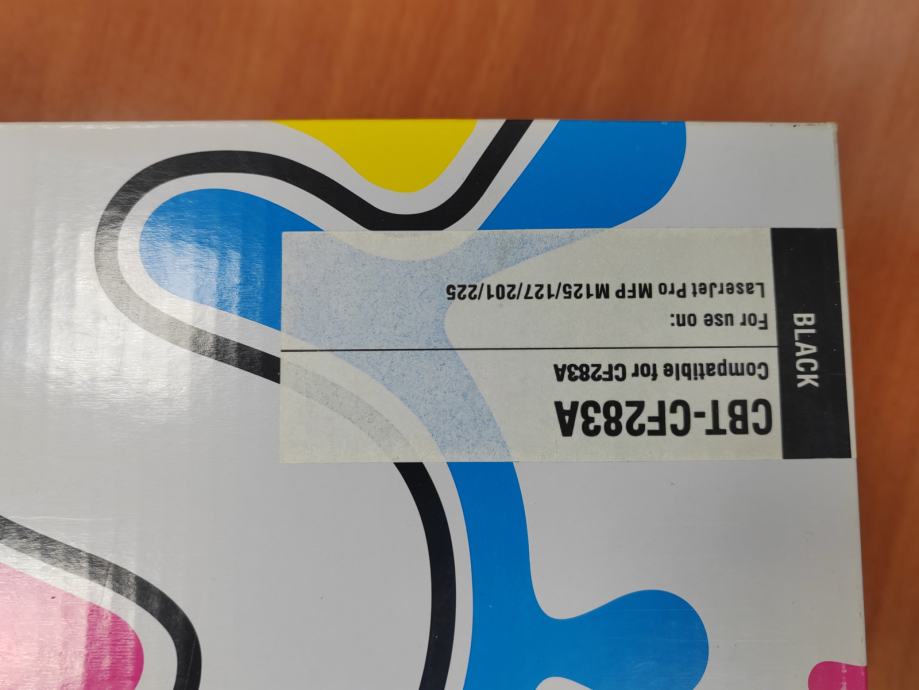 BLACK
CBT-CF283A
Compatible for CF283A
For use on:
LaserJet Pro MFP M125/127/201/225